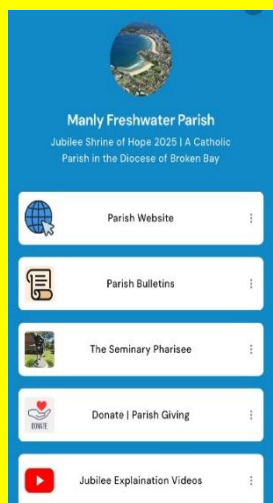 Manly Freshwater Parish
Jubilee Shrine of Hope 2025 | A Catholic
Parish in the Diocese of Broken Bay
Parish Website
Parish Bulletins
The Seminary Pharisee
Donate | Parish Giving
DONATE
Jubilee Explaination Videos